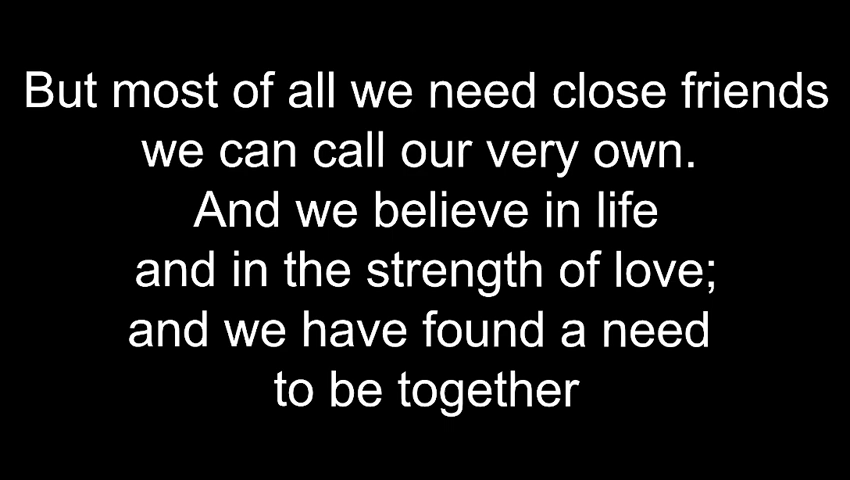 But most of all we need close friends
we can call our very own.
And we believe in life
and in the strength of love;
and we have found a need
to be together